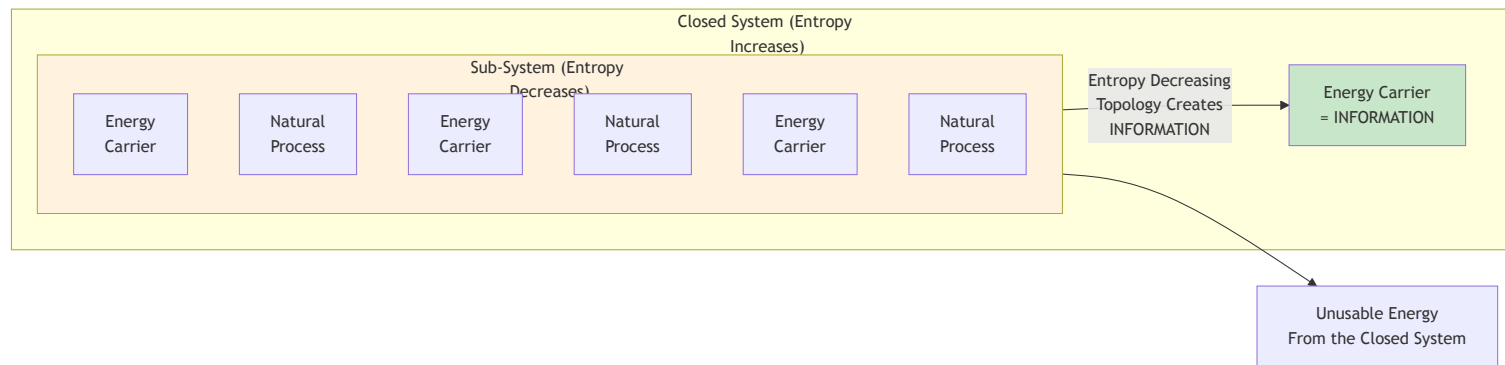 Closed System (Entropy
Increases)
Sub-System (Entropy
Decreases)
Energy
Carrier
Natural
Process
Energy
Carrier
Natural
Process
Energy
Carrier
Natural
Process
Entropy Decreasing
Topology Creates
INFORMATION
Energy Carrier
= INFORMATION
Unusable Energy
From the Closed System